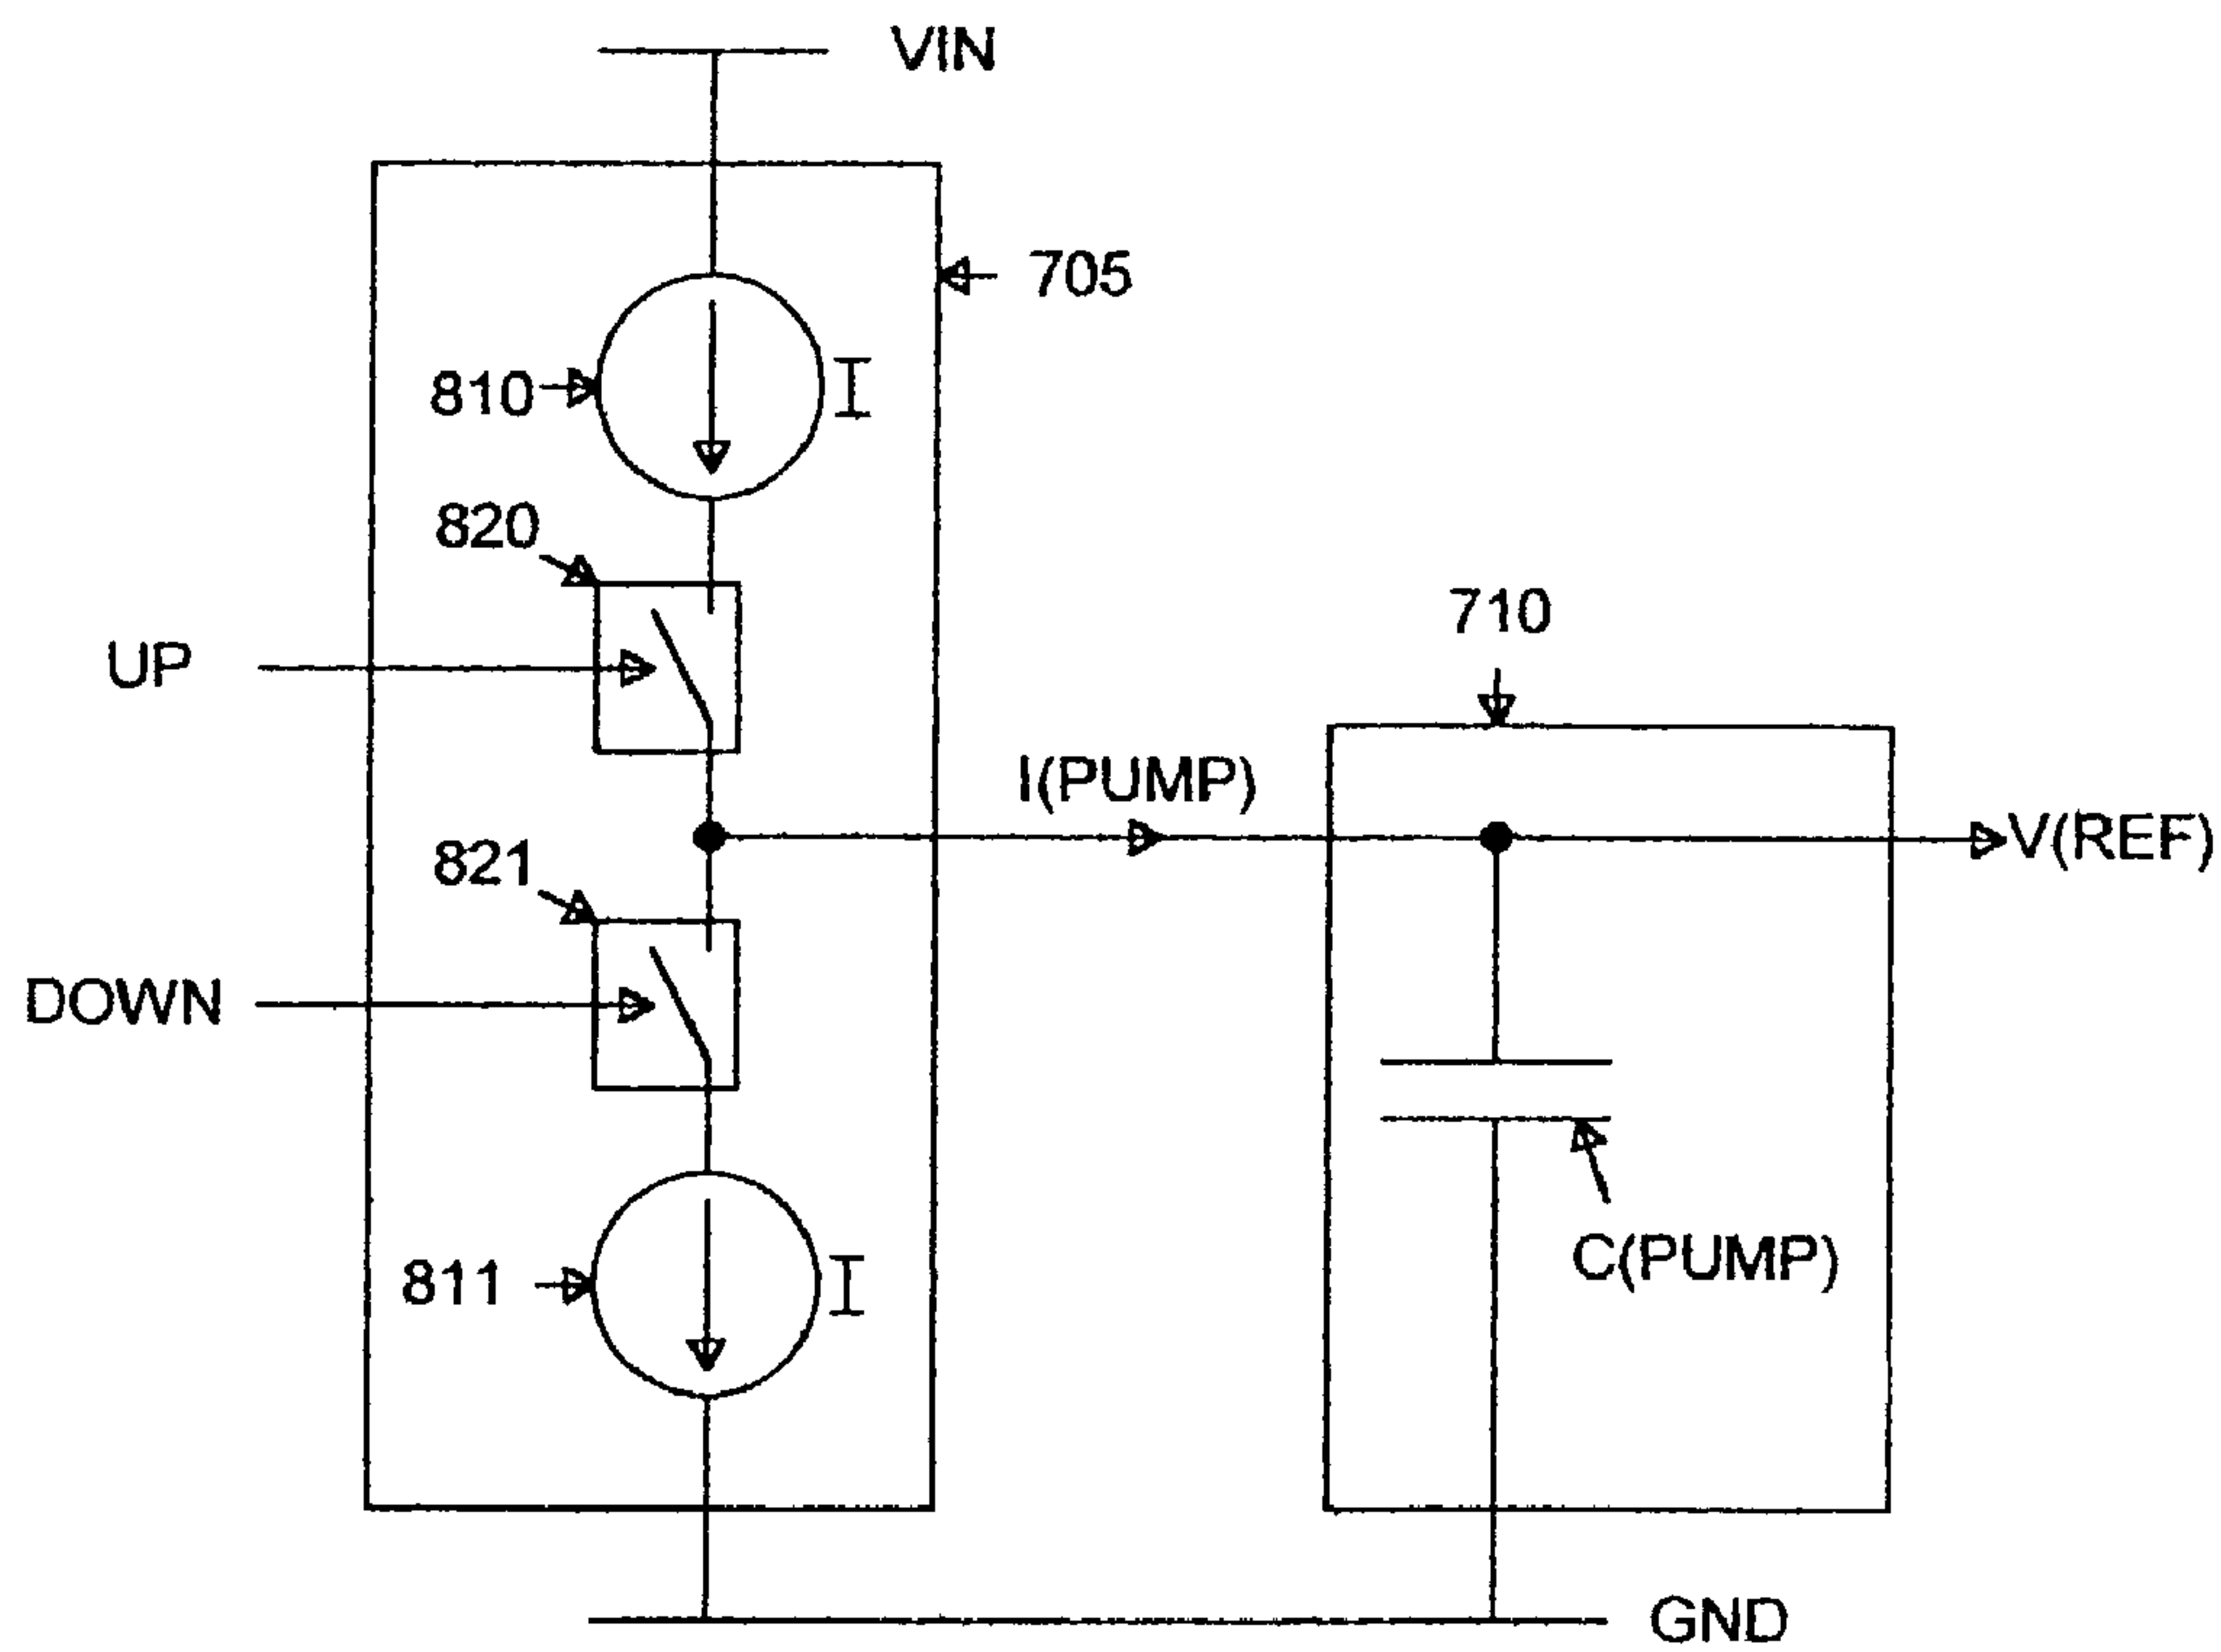 VIN
705
810
I
820
UP
710
I(PUMP)
V(REF)
821
DOWN
C(PUMP)
811
I
GND